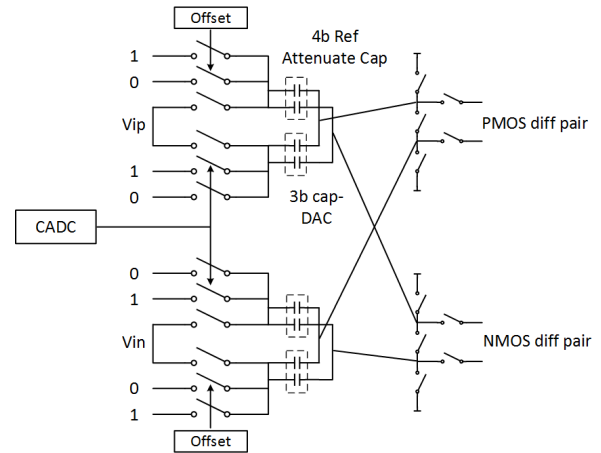 Offset
4b Ref
Attenuate Cap
1
0
Vip
PMOS diff pair
1
0
3b cap-
DAC
CADC
0
1
Vin
NMOS diff pair
0
1
Offset